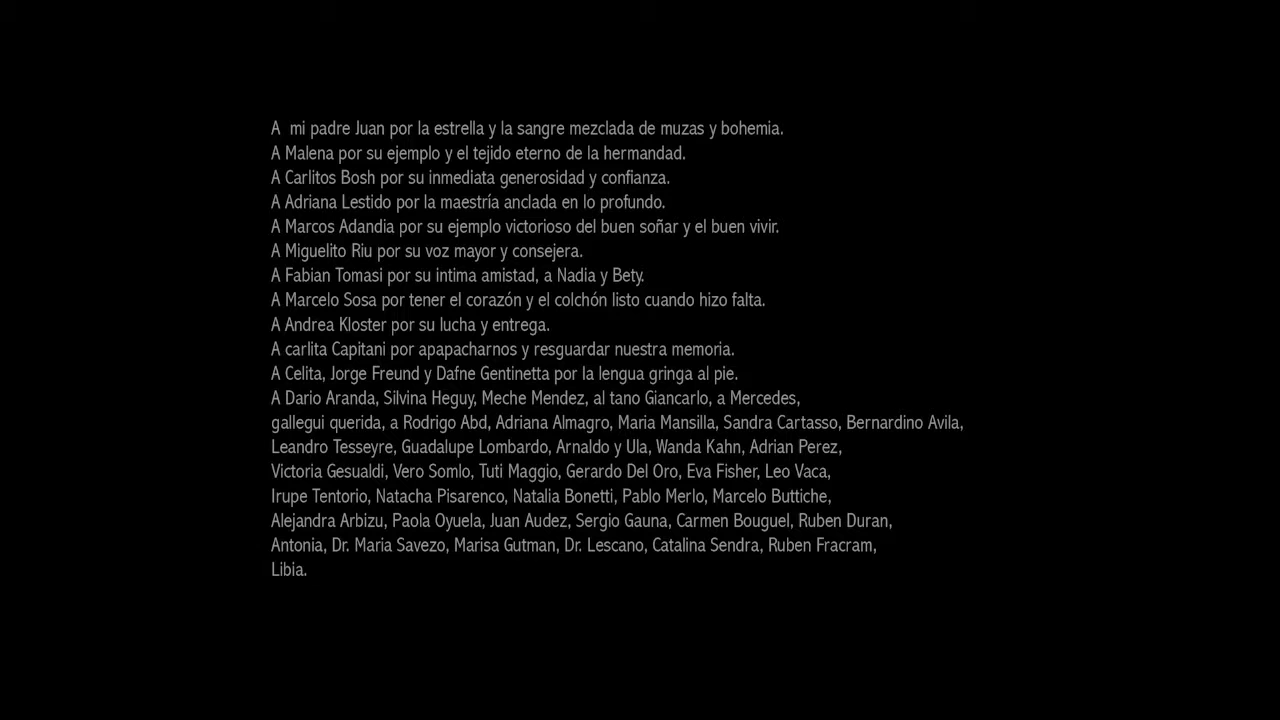 A  mi padre Juan por la estrella y la sangre mezclada de muzas y bohemia.
A Malena por su ejemplo y el tejido eterno de la hermandad.
A Carlitos Bosh por su inmediata generosidad y confianza.
A Adriana Lestido por la maestría anclada en lo profundo.
A Marcos Adandia por su ejemplo victorioso del buen soñar y el buen vivir.
A Miguelito Riu por su voz mayor y consejera.
A Fabian Tomasi por su intima amistad, a Nadia y Bety.
A Marcelo Sosa por tener el corazón y el colchón listo cuando hizo falta.
A Andrea Kloster por su lucha y entrega.
A carlita Capitani por apapacharnos y resguardar nuestra memoria.
A Celita, Jorge Freund y Dafne Gentinetta por la lengua gringa al pie.
A Dario Aranda, Silvina Heguy, Meche Mendez, al tano Giancarlo, a Mercedes,
gallegui querida, a Rodrigo Abd, Adriana Almagro, Maria Mansilla, Sandra Cartasso, Bernardino Avila,
Leandro Tesseyre, Guadalupe Lombardo, Arnaldo y Ula, Wanda Kahn, Adrian Perez,
Victoria Gesualdi, Vero Somlo, Tuti Maggio, Gerardo Del Oro, Eva Fisher, Leo Vaca,
Irupe Tentorio, Natacha Pisarenco, Natalia Bonetti, Pablo Merlo, Marcelo Buttiche,
Alejandra Arbizu, Paola Oyuela, Juan Audez, Sergio Gauna, Carmen Bouguel, Ruben Duran,
Antonia, Dr. Maria Savezo, Marisa Gutman, Dr. Lescano, Catalina Sendra, Ruben Fracram,
Libia.